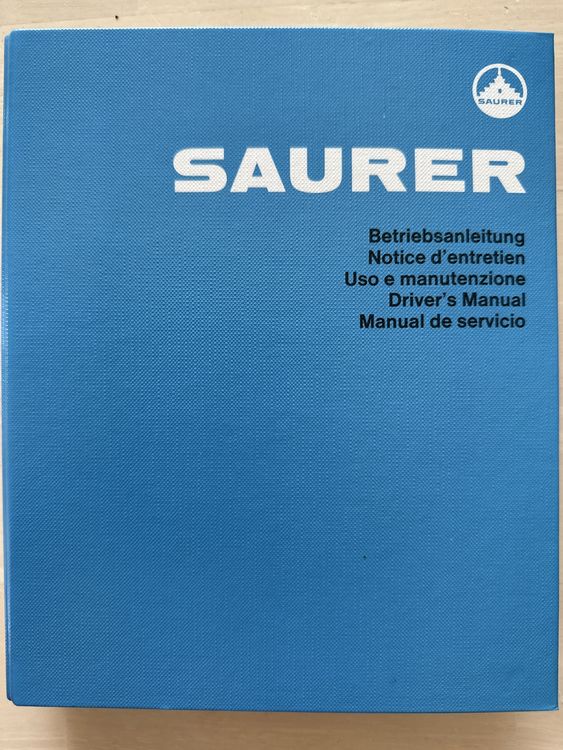 SAURER
SAURER
Betriebsanleitung
Notice d'entretien
Uso e manutenzione
Driver's Manual
Manual de servicio